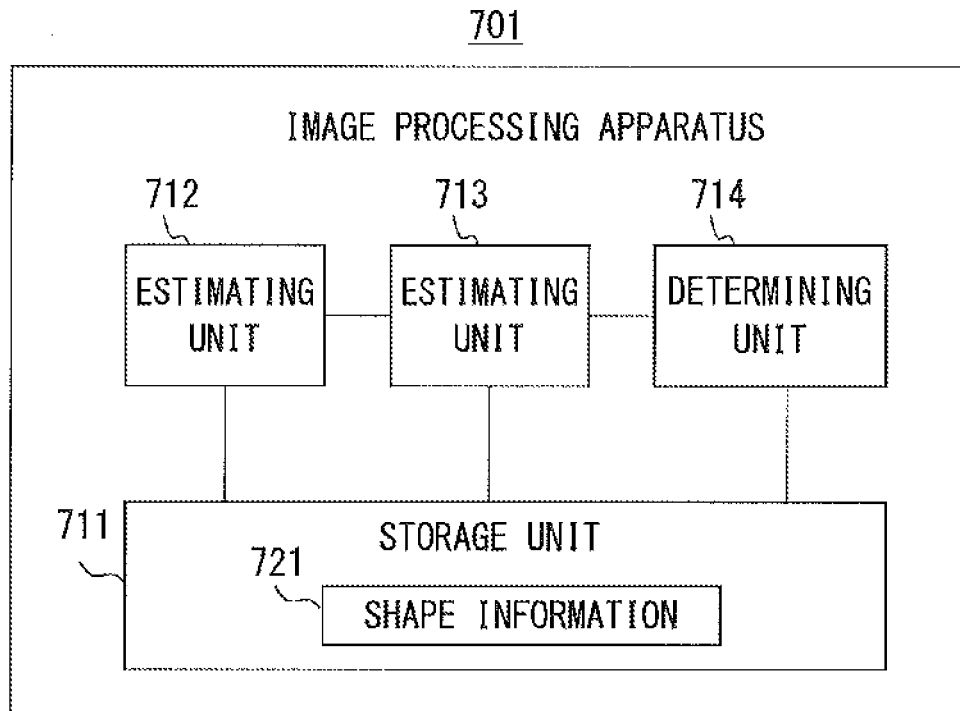 701
IMAGE PROCESSING APPARATUS
712
713
714
ESTIMATING
UNIT
ESTIMATING
UNIT
DETERMINING
UNIT
711
STORAGE UNIT
721
SHAPE INFORMATION